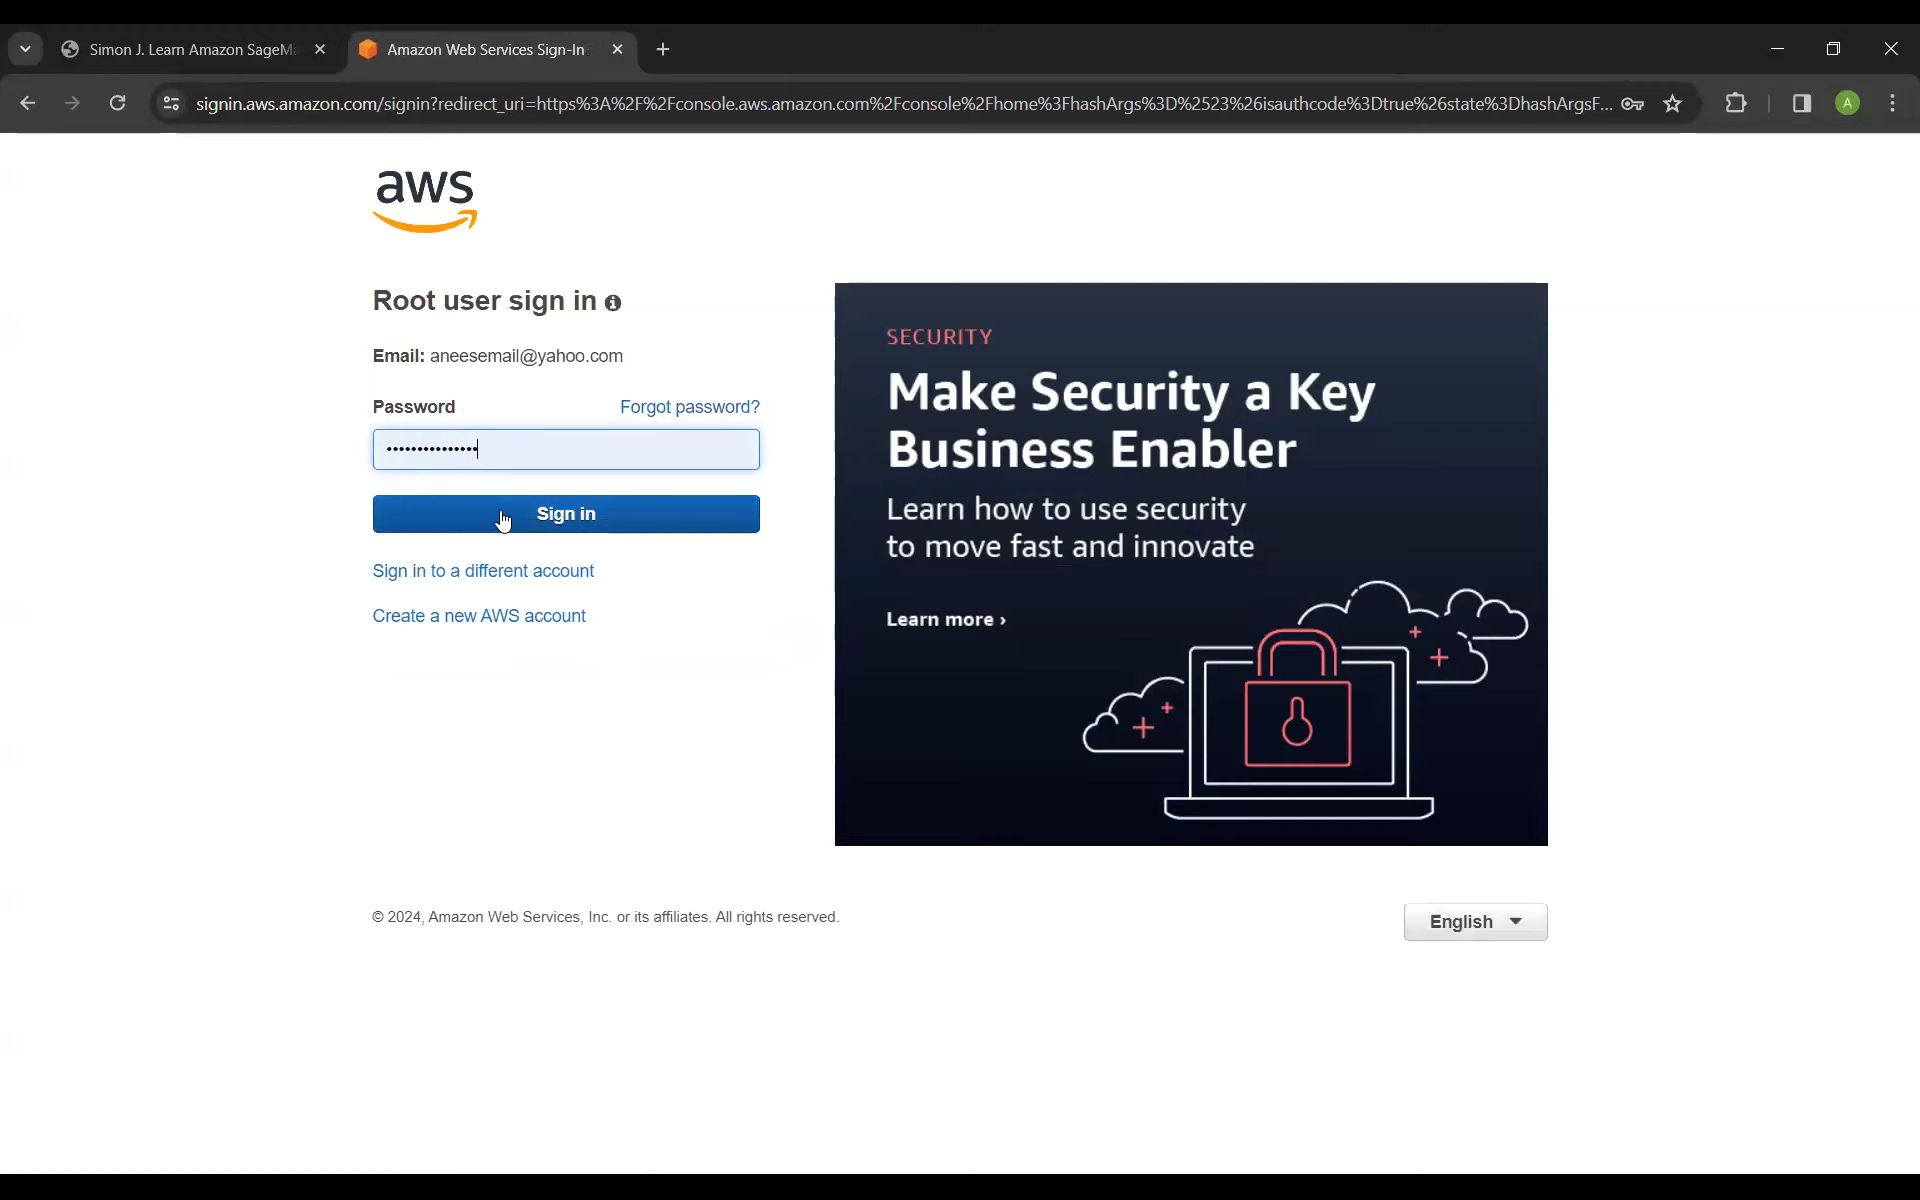 Simon J. Learn Amazon SageMa
Amazon Web Services Sign-In
signin.aws.amazon.com/signin?redirect_uri=https%3A%2F%2Fconsole.aws.amazon.com%2Fconsole%2Fhome%3FhashArgs%3D%2523%26isauthcode%3Dtrue%26state%3DhashArgsF...
A
aws
Root user sign in
Email: aneesemail@yahoo.com
Password Forgot password?
Sign in
Sign in to a different account
Create a new AWS account
SECURITY
Make Security a Key
Business Enabler
Learn how to use security
to move fast and innovate
Learn more ›
© 2024, Amazon Web Services, Inc. or its affiliates. All rights reserved.
English